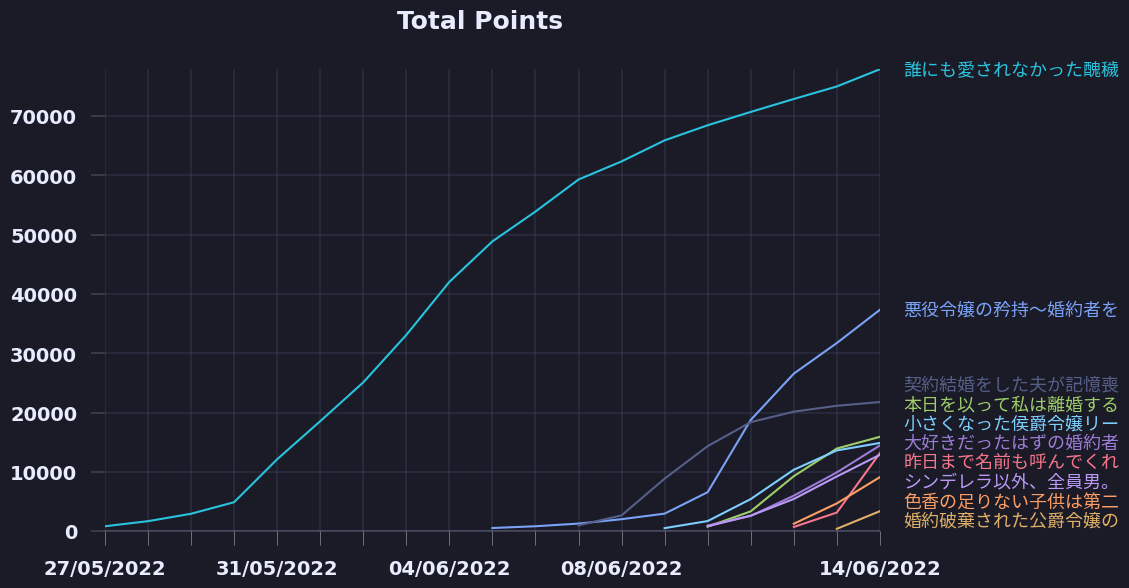 Total Points
誰にも愛されなかった醜穢
70000
60000
50000
40000
悪役令嬢の矜持〜婚約者を
30000
契約結婚をした夫が記憶喪
20000
本日を以って私は離婚する
小さくなった侯爵令嬢リー
大好きだったはずの婚約者
昨日まで名前も呼んでくれ
10000
シンデレラ以外、全員男。
色香の足りない子供は第二
婚約破棄された公爵令嬢の
0
27/05/2022 31/05/2022 04/06/2022 08/06/2022 14/06/2022